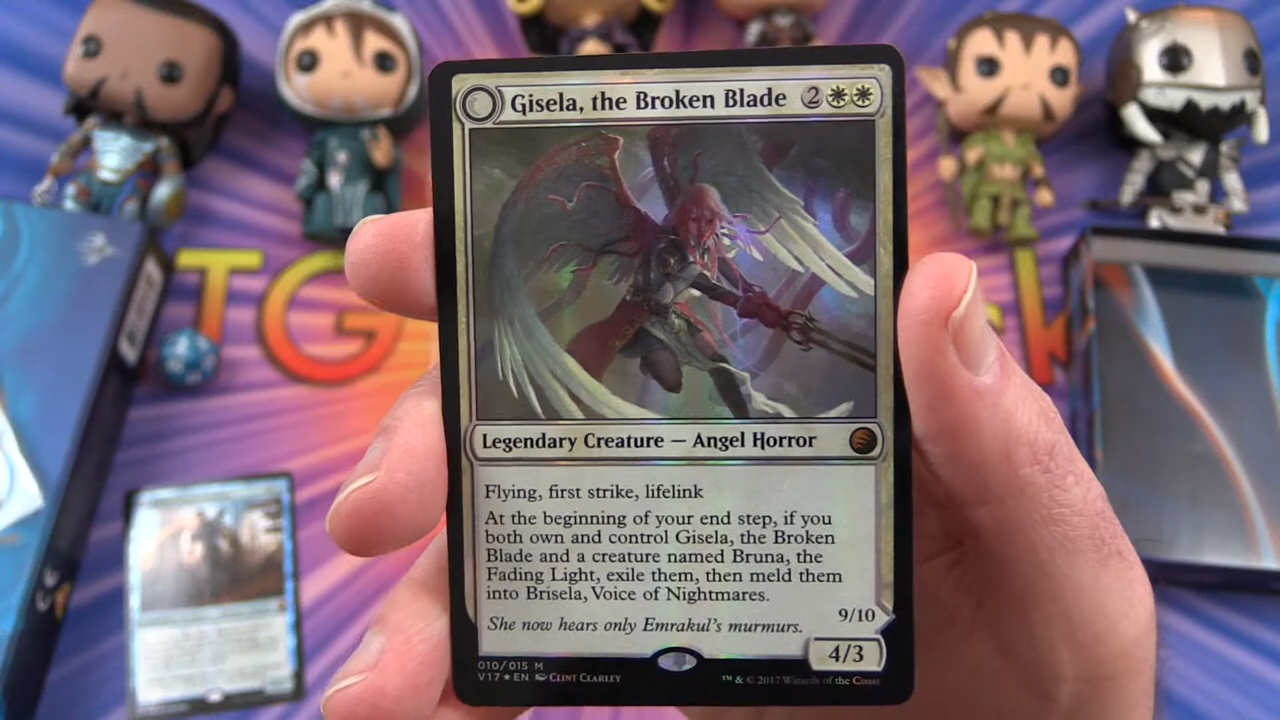 TG
W
Gisela, the Broken Blade 2
Legendary Creature — Angel Horror
Flying, first strike, lifelink
At the beginning of your end step, if you
both own and control Gisela, the Broken
Blade and a creature named Bruna, the
Fading Light, exile them, then meld them
into Brisela, Voice of Nightmares.
She now hears only Emrakul's murmurs.
9/10
4/3
010/015 M
V17 ★ EN Clint Clearley
™ & © 2017 Wizards of the Coast